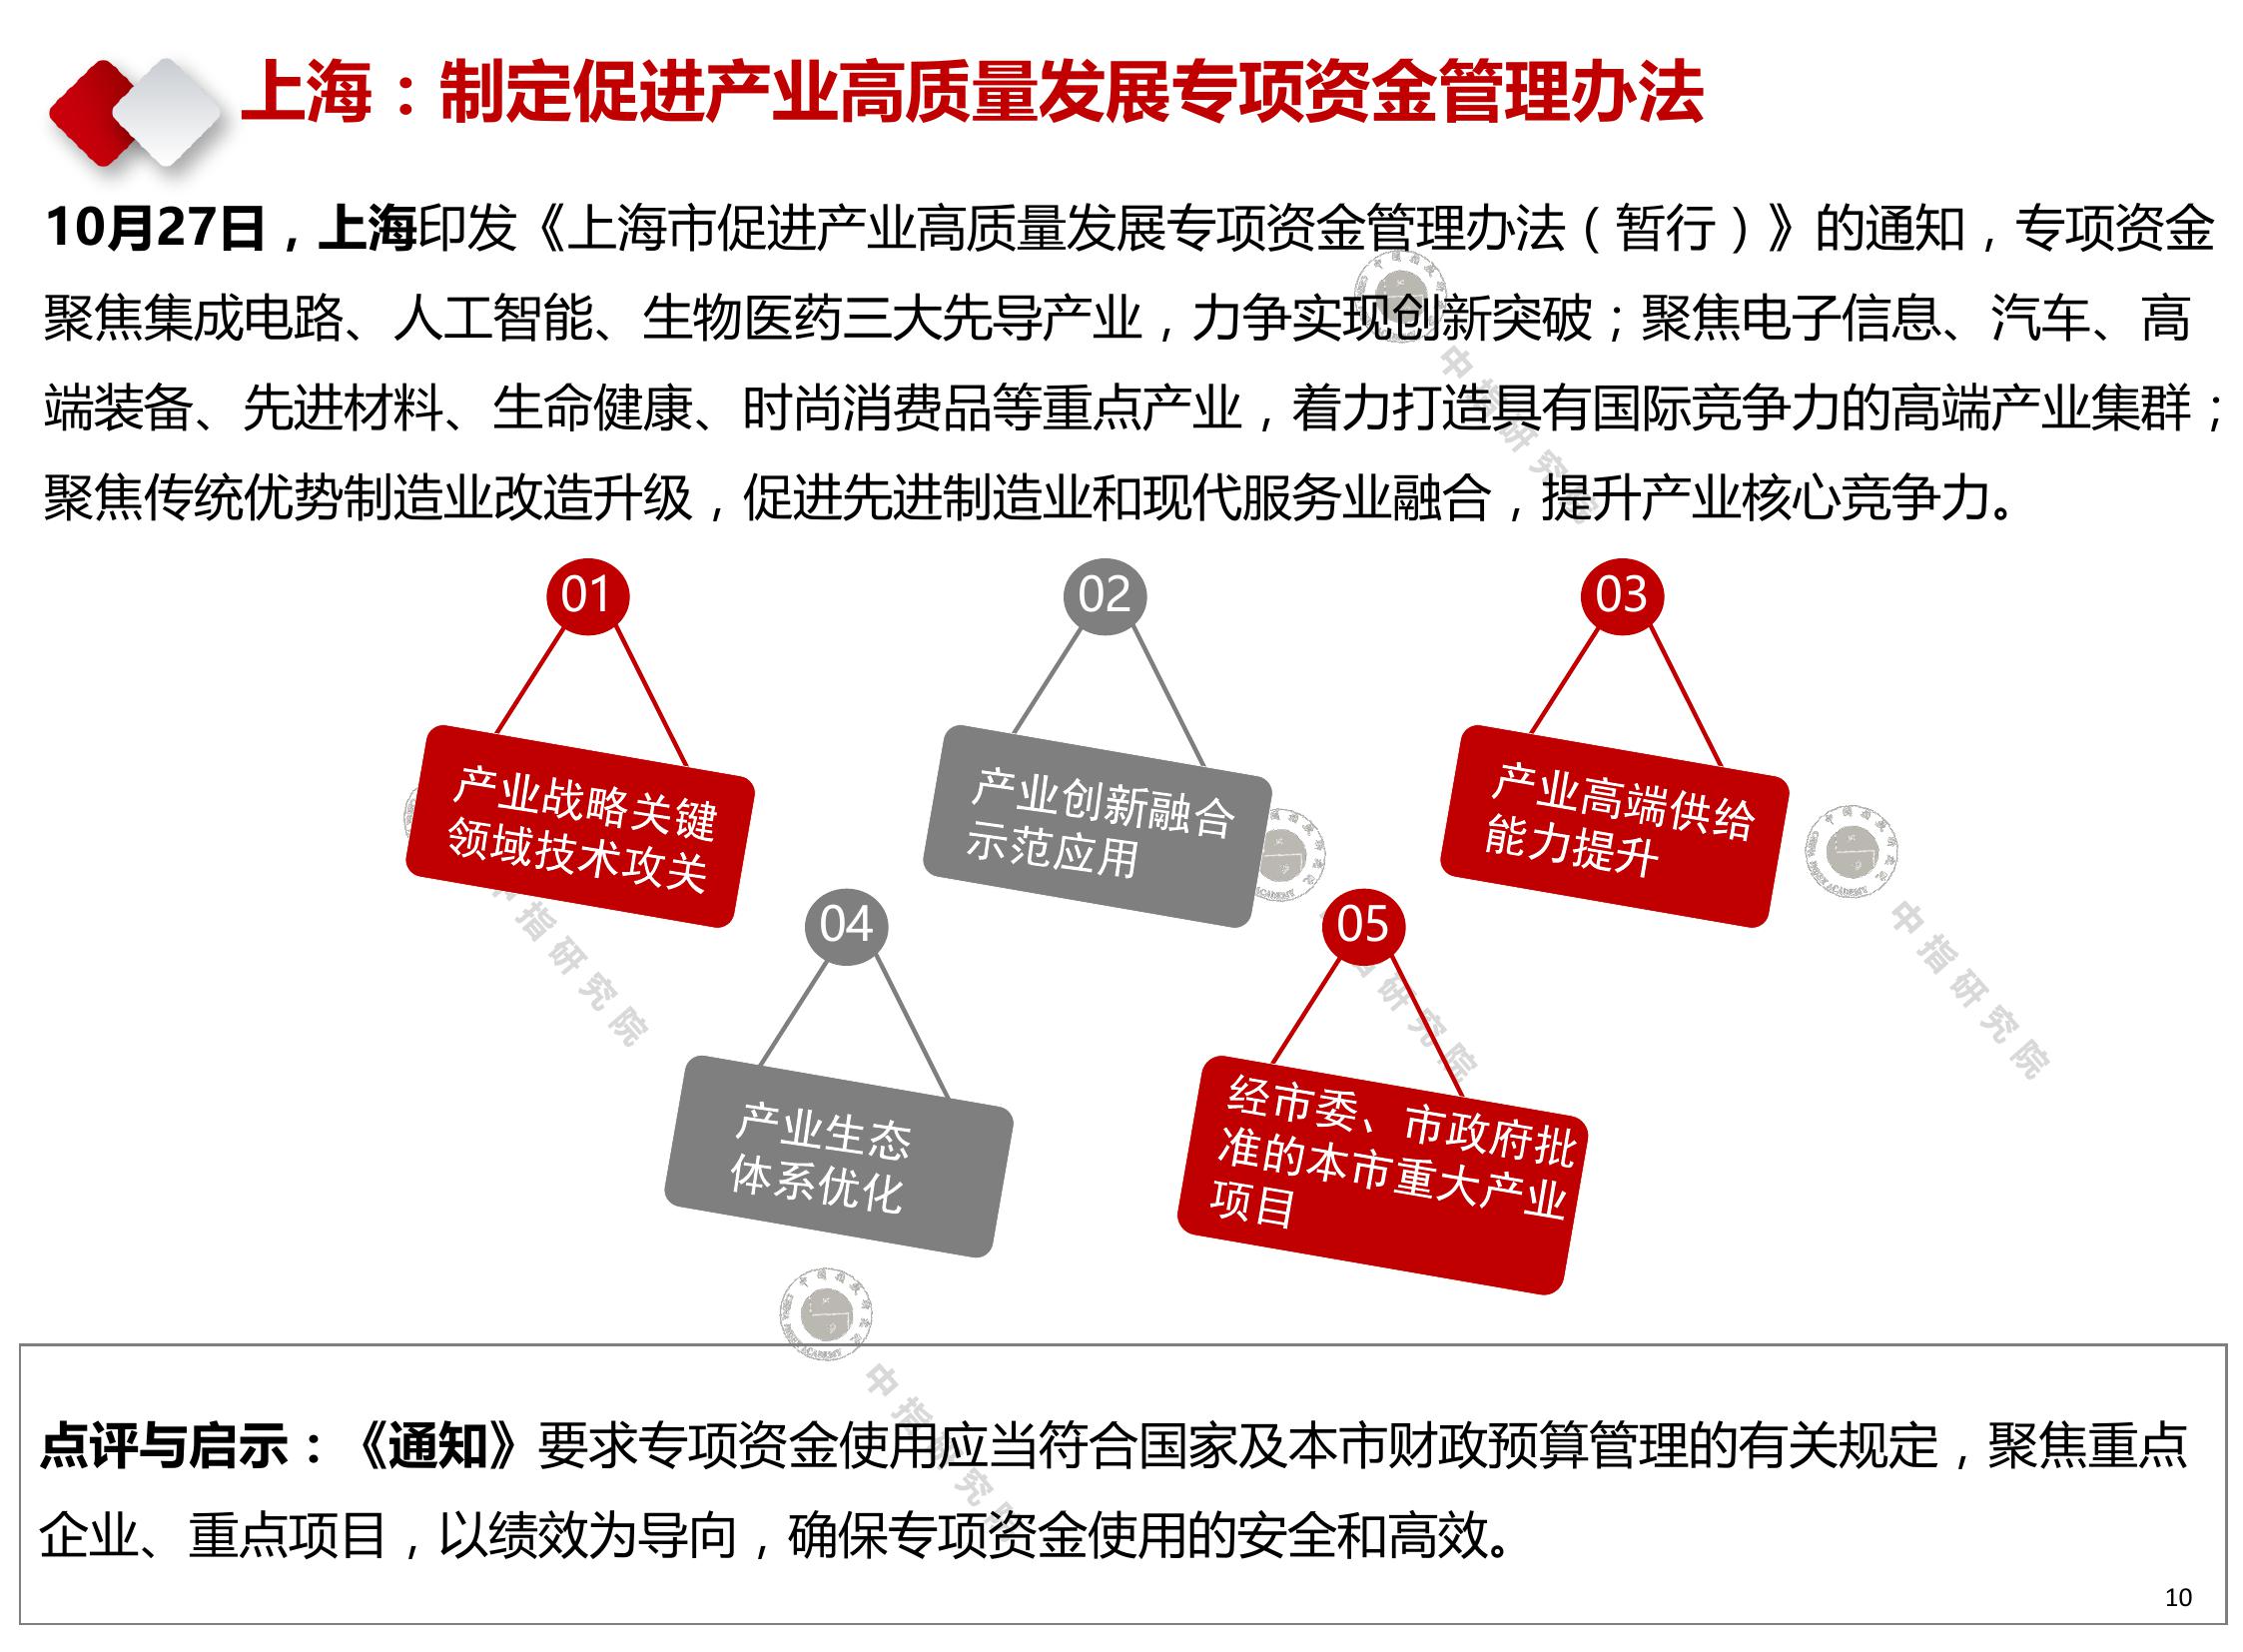 上海：制定促进产业高质量发展专项资金管理办法
10月27日，上海印发《上海市促进产业高质量发展专项资金管理办法（暂行）》的通知，专项资金
聚焦集成电路、人工智能、生物医药三大先导产业，力争实现创新突破；聚焦电子信息、汽车、高
端装备、先进材料、生命健康、时尚消费品等重点产业，着力打造具有国际竞争力的高端产业集群；
聚焦传统优势制造业改造升级，促进先进制造业和现代服务业融合，提升产业核心竞争力。
01
产业战略关键
领域技术攻关
02
产业创新融合
示范应用
03
产业高端供给
能力提升
04
产业生态
体系优化
05
经市委、市政府批
准的本市重大产业
项目
中指研究院
中指研究院
点评与启示：《通知》要求专项资金使用应当符合国家及本市财政预算管理的有关规定，聚焦重点
企业、重点项目，以绩效为导向，确保专项资金使用的安全和高效。
10